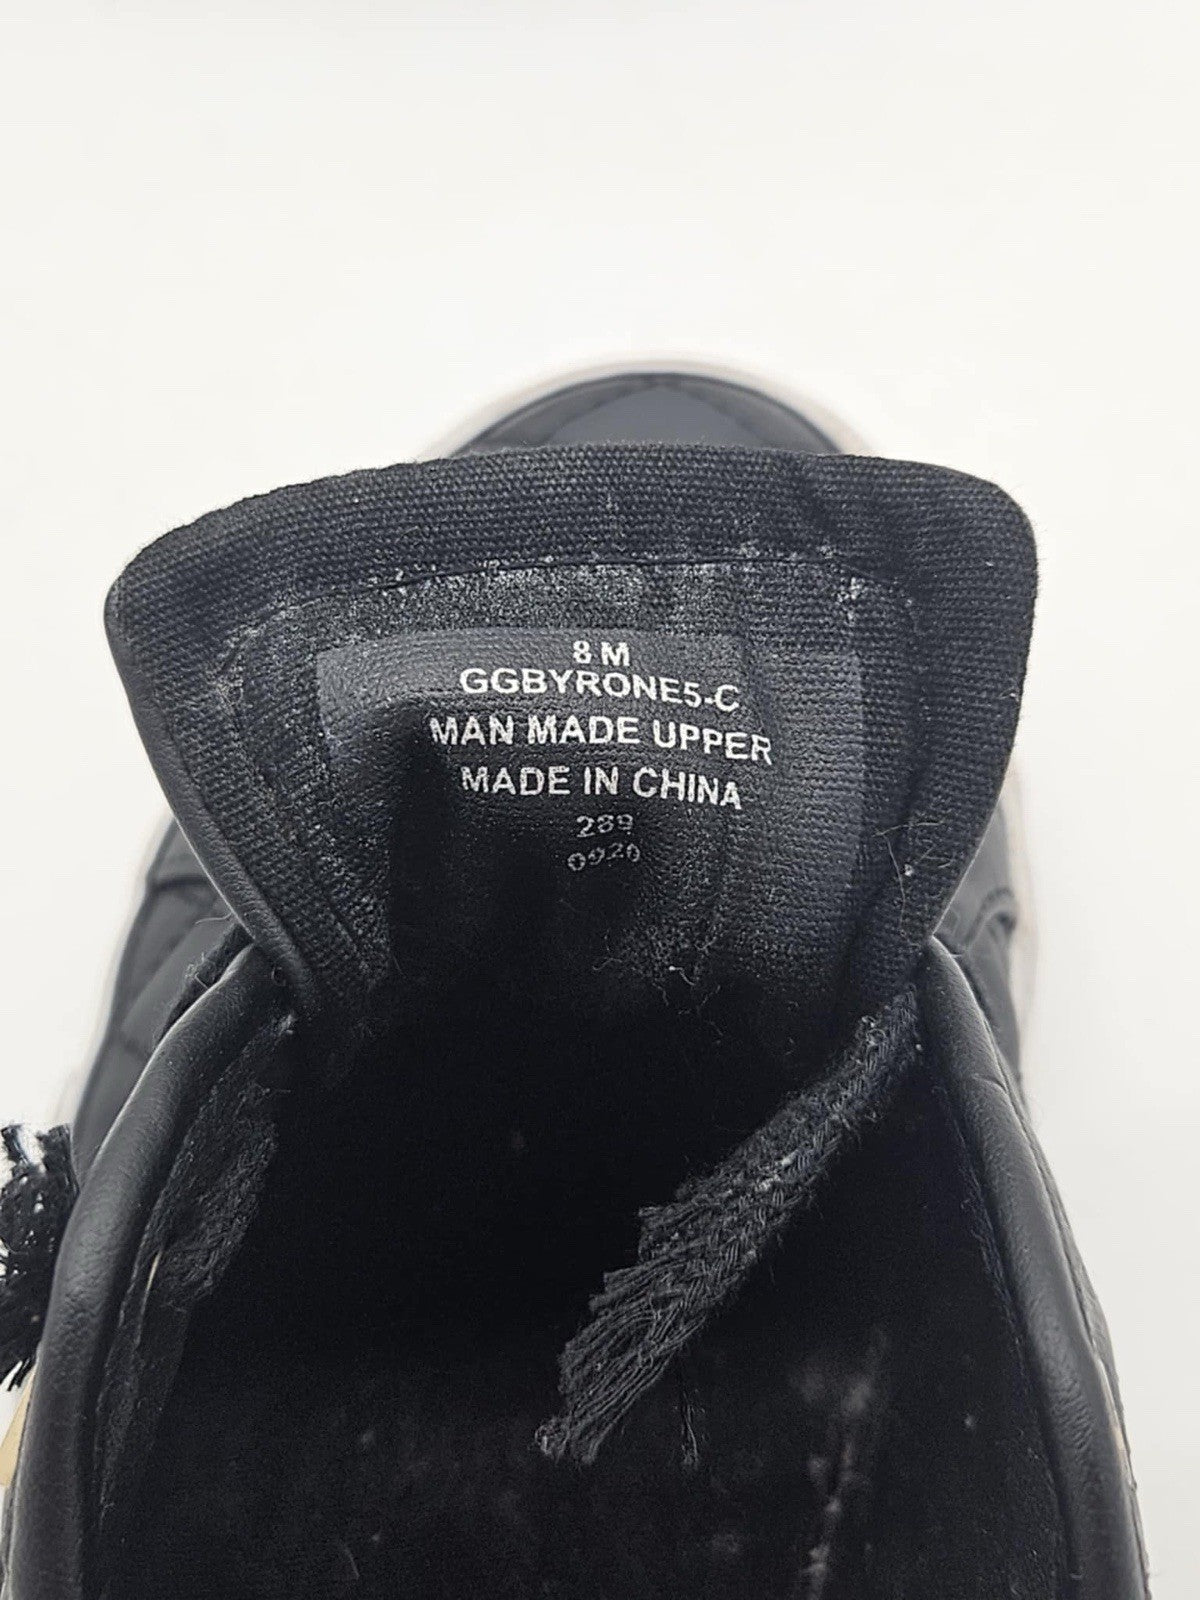 8 M
GGBYRONE5-C
MAN MADE UPPER
MADE IN CHINA
289
0920